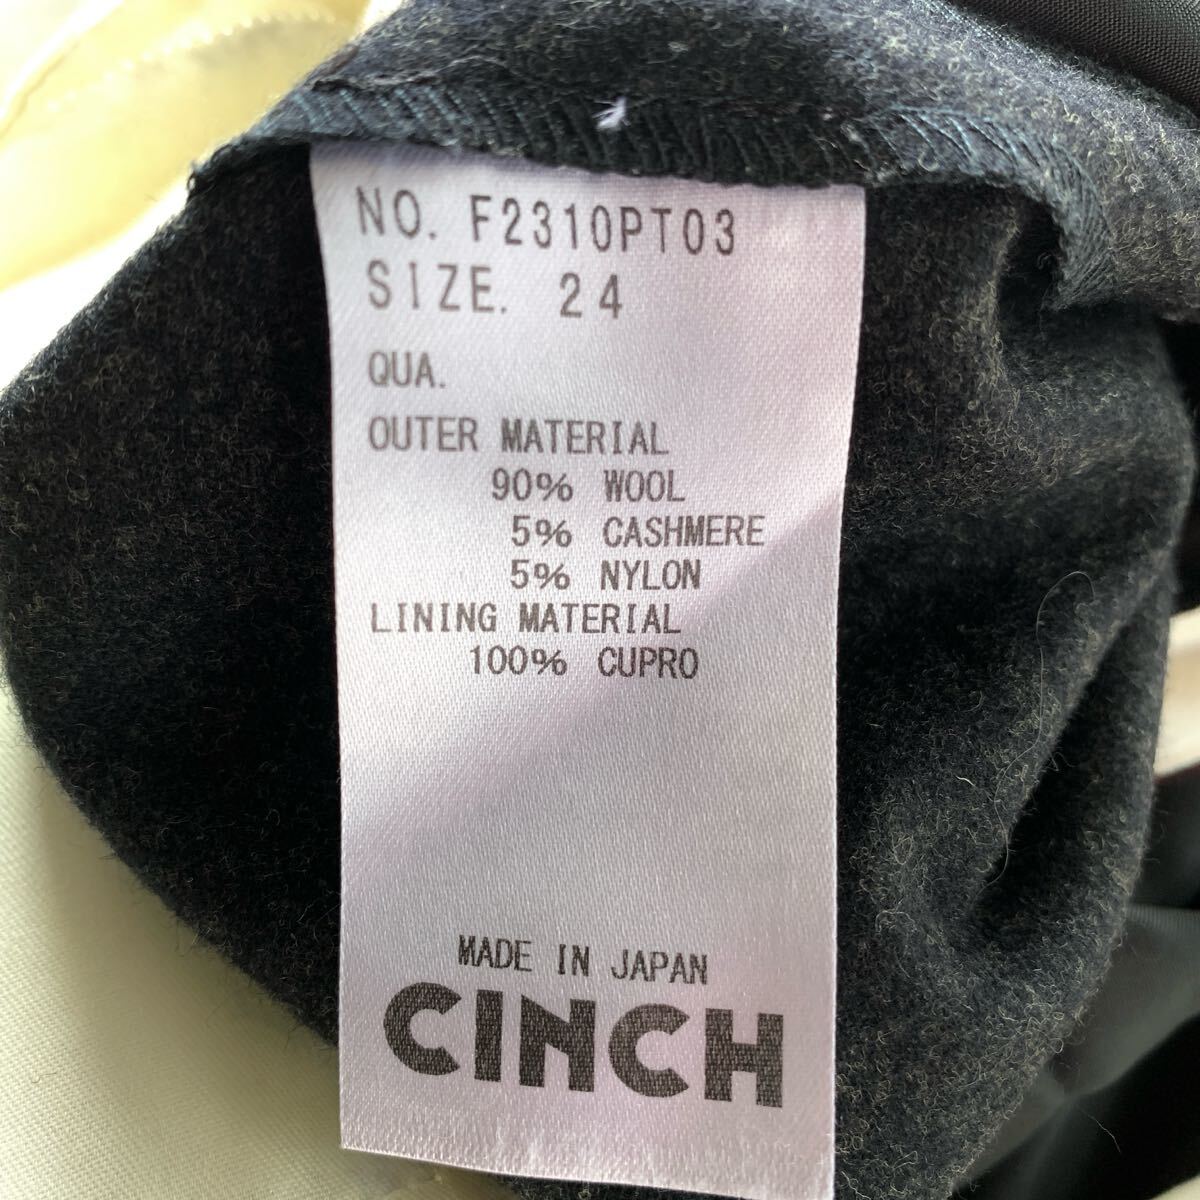 NO. F2310PT03
SIZE. 24
QUA.
OUTER MATERIAL
90% WOOL
5% CASHMERE
5% NYLON
LINING MATERIAL
100% CUPRO
MADE IN JAPAN
CINCH